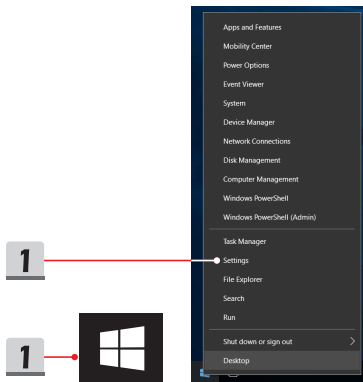 Apps and Features
Mobility Center
Power Options
Event Viewer
System
Device Manager
Network Connections
Disk Management
Computer Management
Windows PowerShell
Windows PowerShell (Admin)
Task Manager
1
Settings
File Explorer
Search
Run
Shut down or sign out
1
Desktop